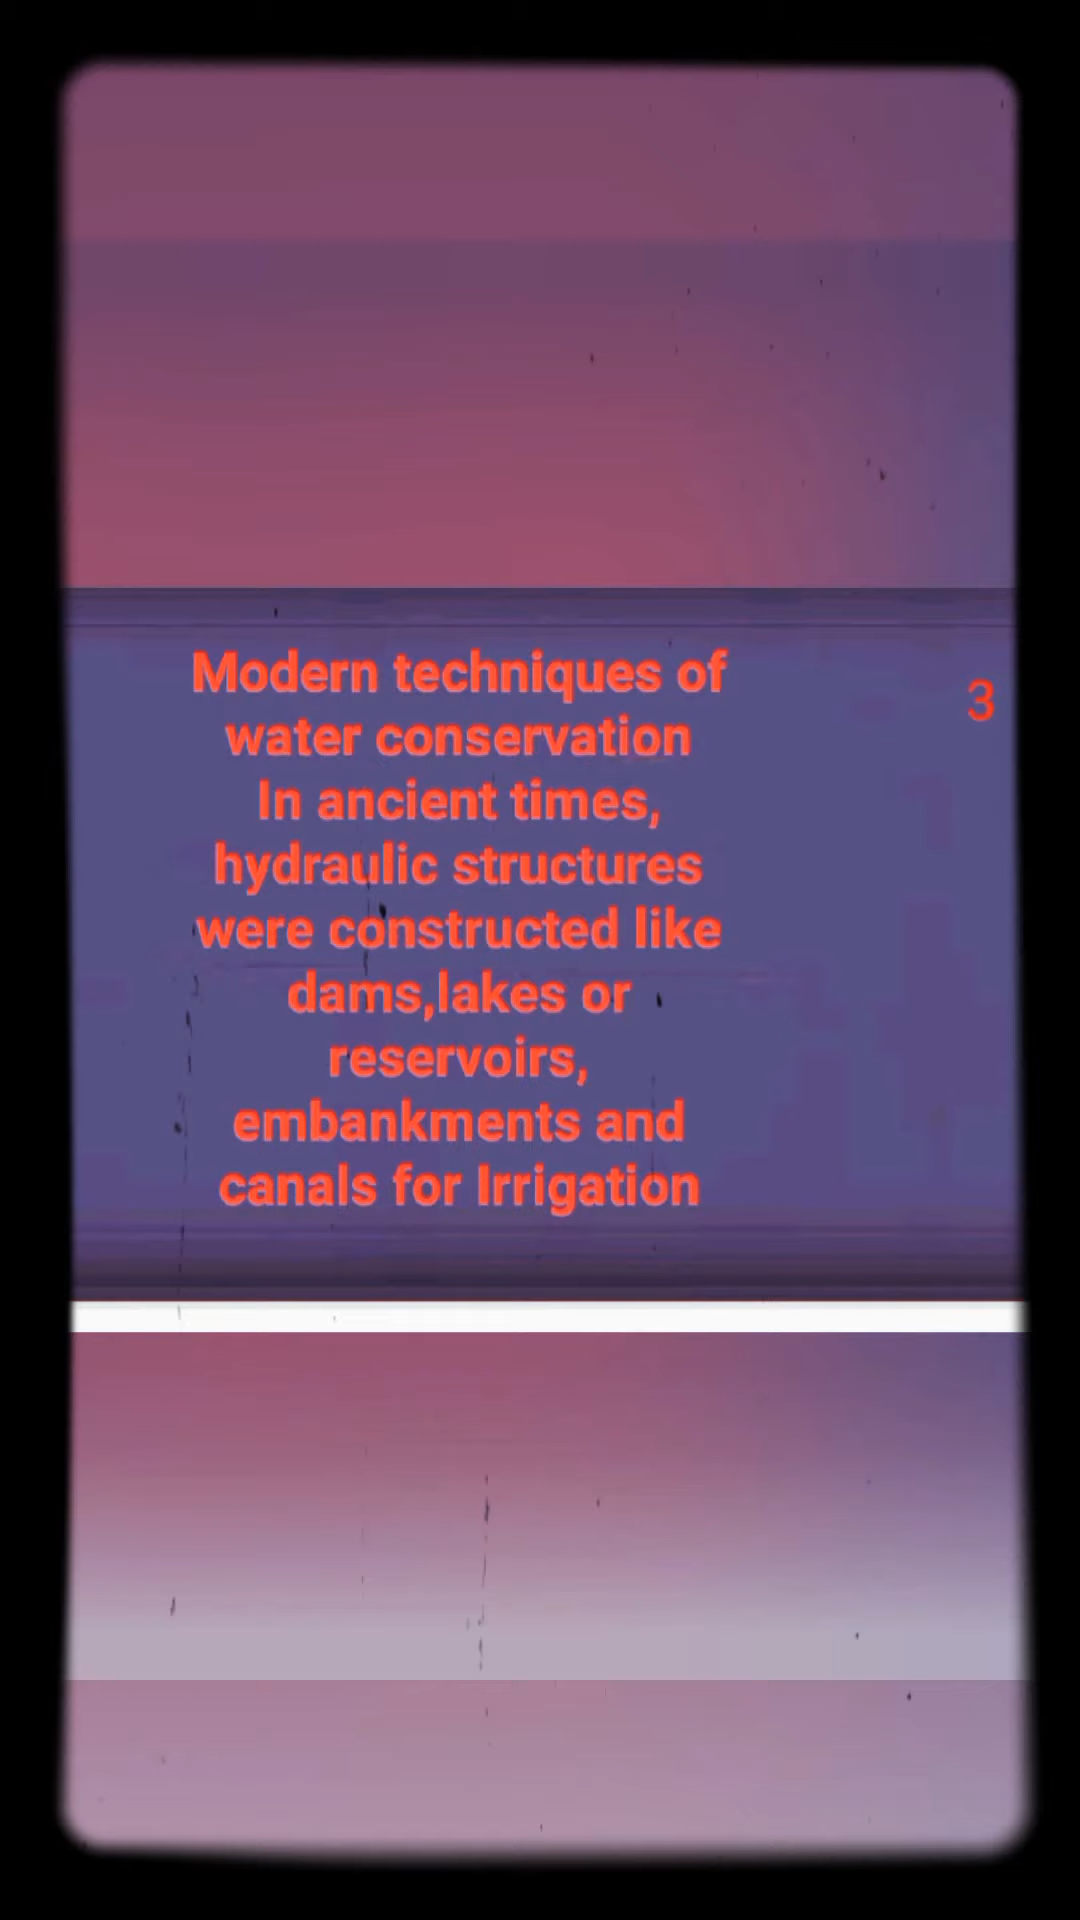 Modern techniques of
water conservation
In ancient times,
hydraulic structures
were constructed like
dams,lakes or
reservoirs,
embankments and
canals for Irrigation
3